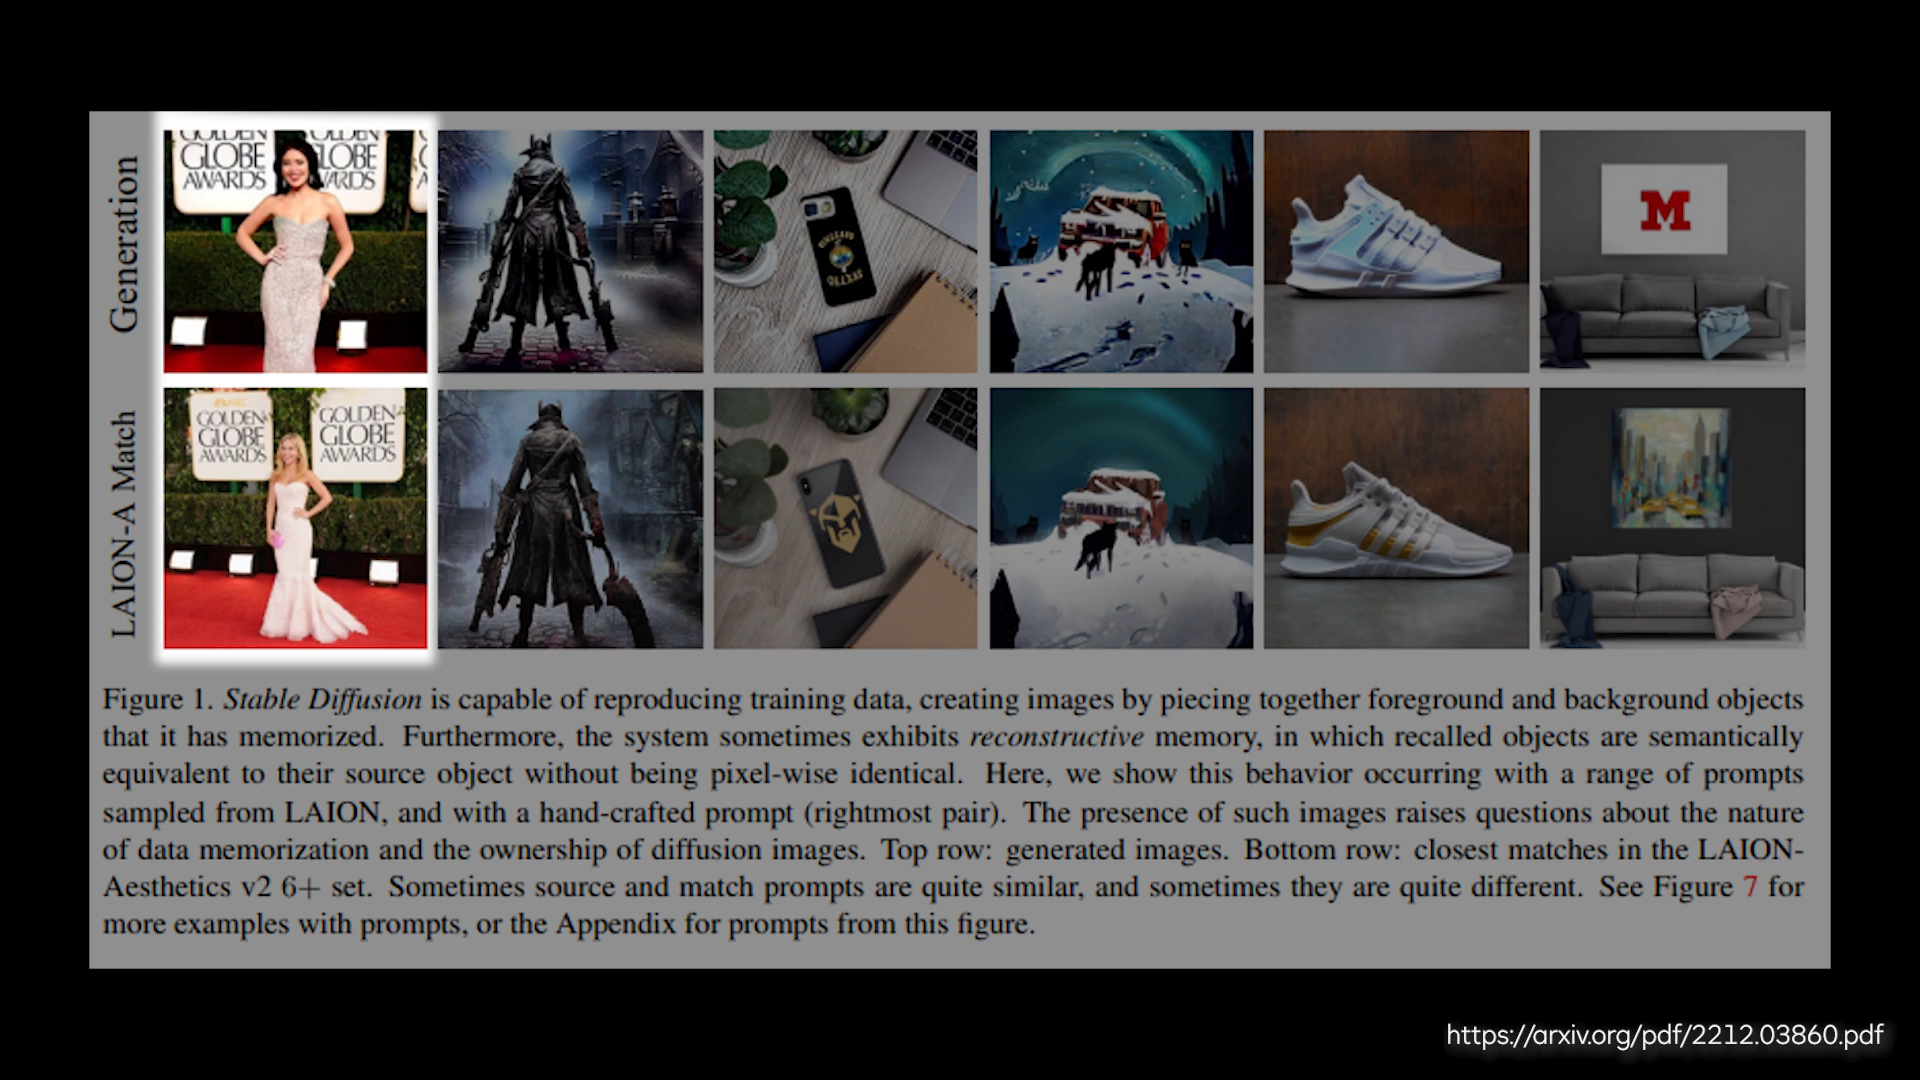 Generation
GOLDEN GLOBE AWARDS
OLDEN LOBE WARDS
M
LAION-A Match
GOLDEN GLOBE AWARDS
GOLDEN GLOBE AWARDS
Figure 1. Stable Diffusion is capable of reproducing training data, creating images by piecing together foreground and background objects
that it has memorized. Furthermore, the system sometimes exhibits reconstructive memory, in which recalled objects are semantically
equivalent to their source object without being pixel-wise identical. Here, we show this behavior occurring with a range of prompts
sampled from LAION, and with a hand-crafted prompt (rightmost pair). The presence of such images raises questions about the nature
of data memorization and the ownership of diffusion images. Top row: generated images. Bottom row: closest matches in the LAION-
Aesthetics v2 6+ set. Sometimes source and match prompts are quite similar, and sometimes they are quite different. See Figure 7 for
more examples with prompts, or the Appendix for prompts from this figure.
https://arxiv.org/pdf/2212.03860.pdf